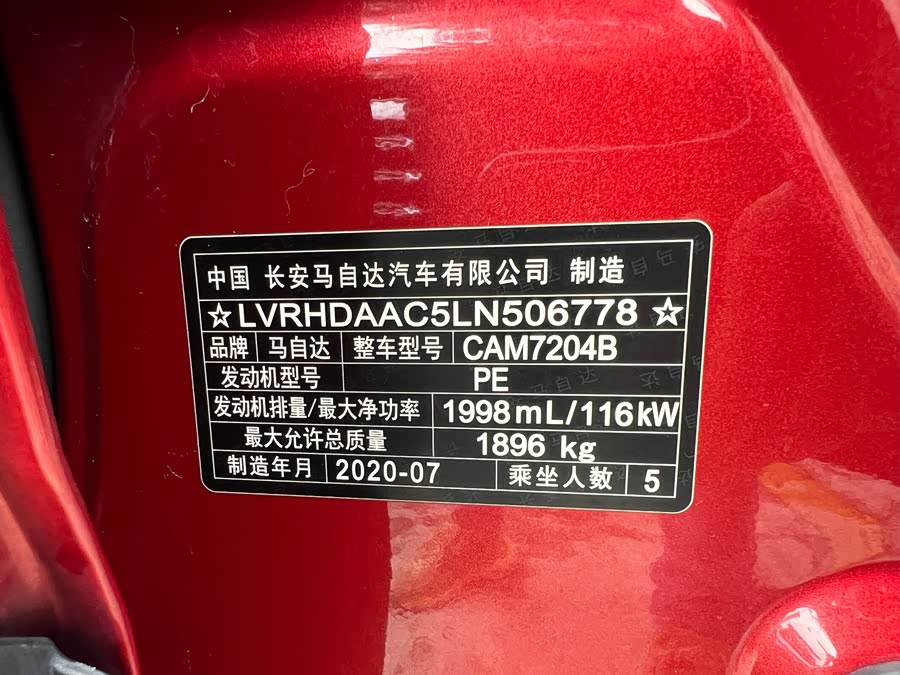 中国 长安马自达汽车有限公司 制造
☆LVRHDAAC5LN506778☆
品牌 马自达 整车型号 CAM7204B
发动机型号 PE
发动机排量/最大净功率 1998mL/116kW
最大允许总质量 1896 kg
制造年月 2020-07 乘坐人数 5